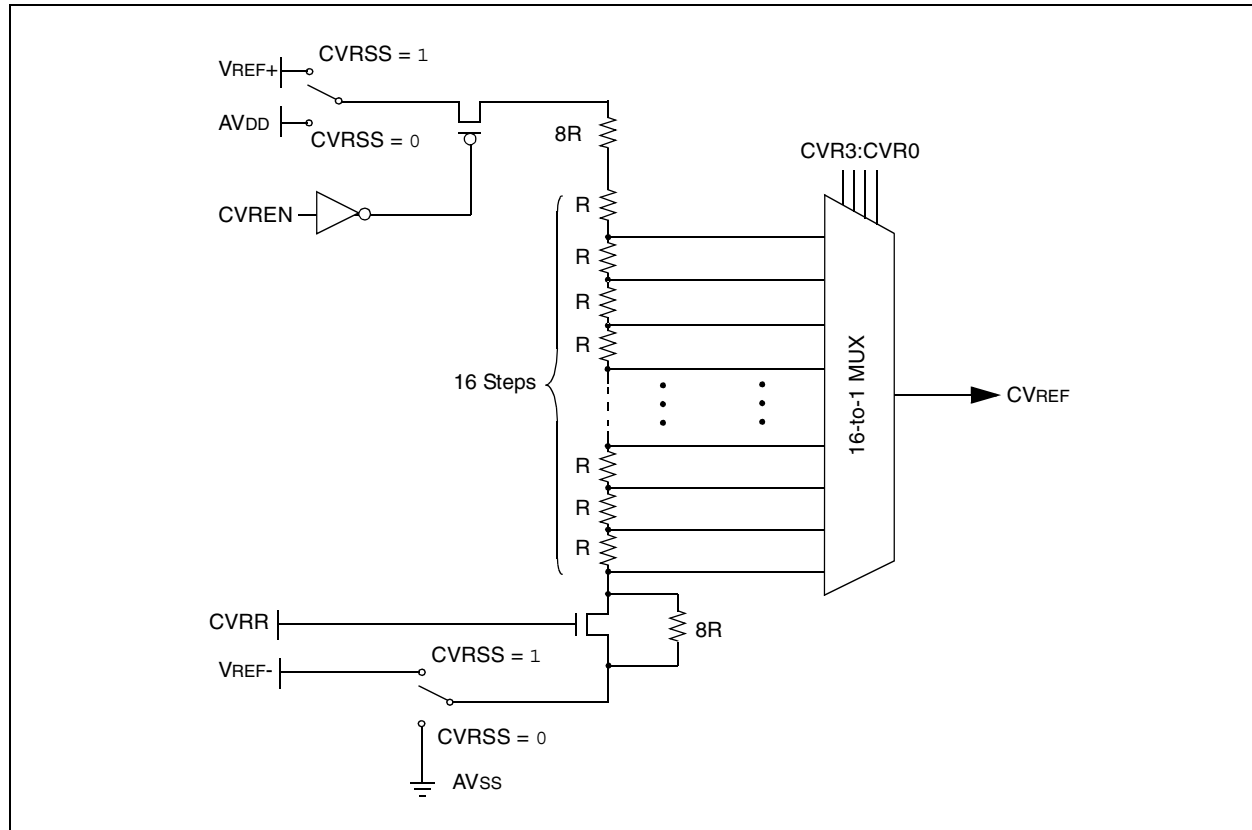 CVRSS = 1
VREF+
AVDD
CVRSS = 0
8R
CVR3:CVR0
CVREN
R
R
R
R
16 Steps
16-to-1 MUX
CVREF
R
R
R
CVRR
8R
VREF-
CVRSS = 1
CVRSS = 0
AVSS